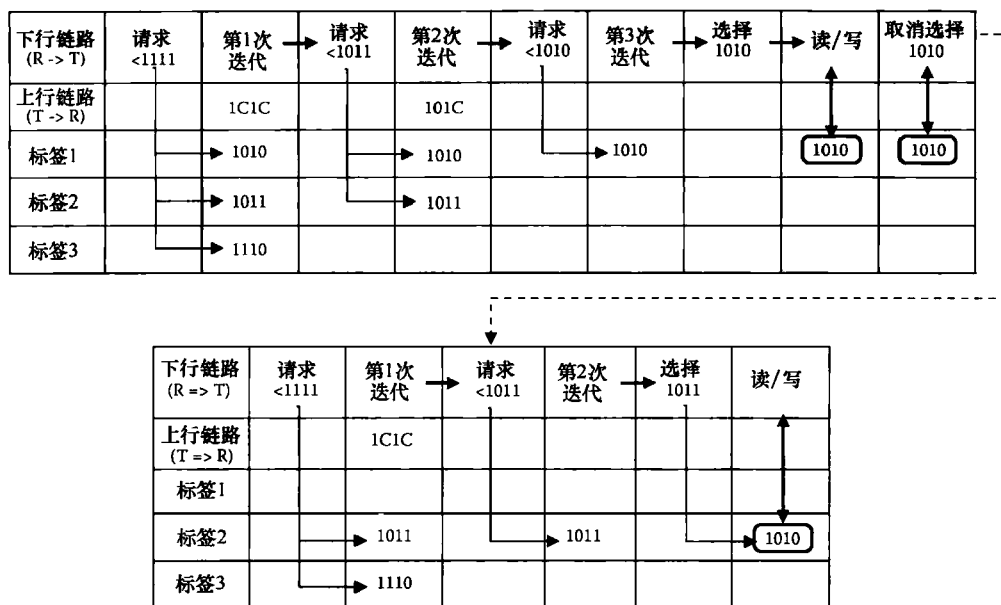 下行链路 请求 第1次 请求 第2次 请求 第3次 选择 读/写 取消选择
(R -> T) <1111 迭代 <1011 迭代 <1010 迭代 1010 1010
上行链路 1C1C 101C
(T -> R)
标签1 1010 1010 1010 1010 1010
标签2 1011 1011
标签3 1110
下行链路 请求 第1次 请求 第2次 选择 读/写
(R => T) <1111 迭代 <1011 迭代 1011
上行链路 1C1C
(T => R)
标签1
标签2 1011 1011 1010
标签3 1110